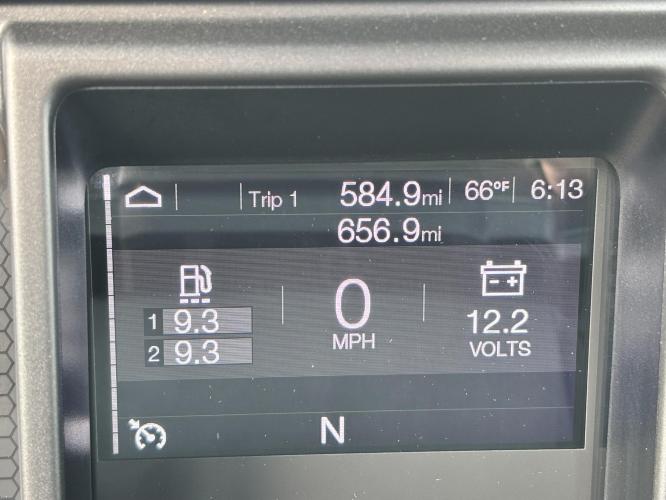 Trip 1 584.9mi 66°F 6:13
656.9mi
1 9.3
2 9.3
0
MPH
- +
12.2
VOLTS
N